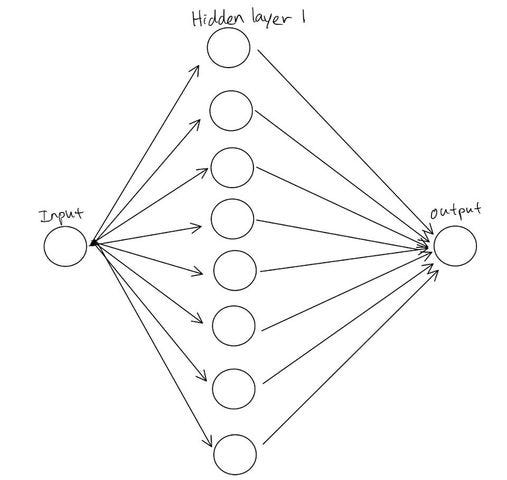 Hidden layer 1
Input
output